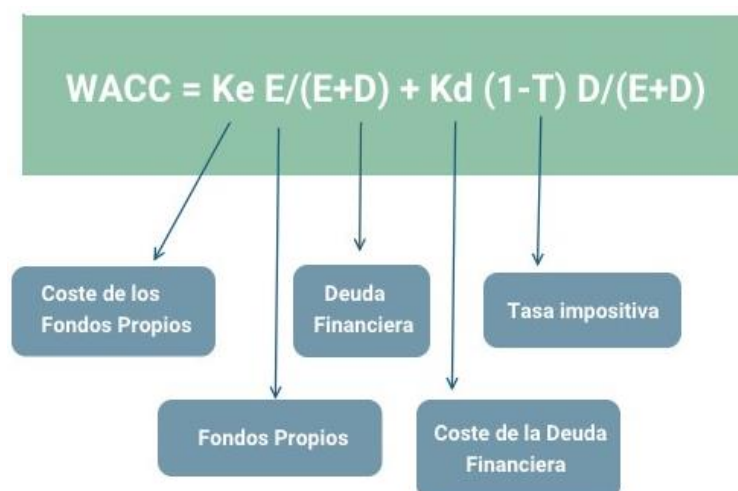 WACC = Ke E/(E+D) + Kd (1-T) D/(E+D)
Coste de los
Fondos Propios
Deuda
Financiera
Tasa impositiva
Fondos Propios
Coste de la Deuda
Financiera